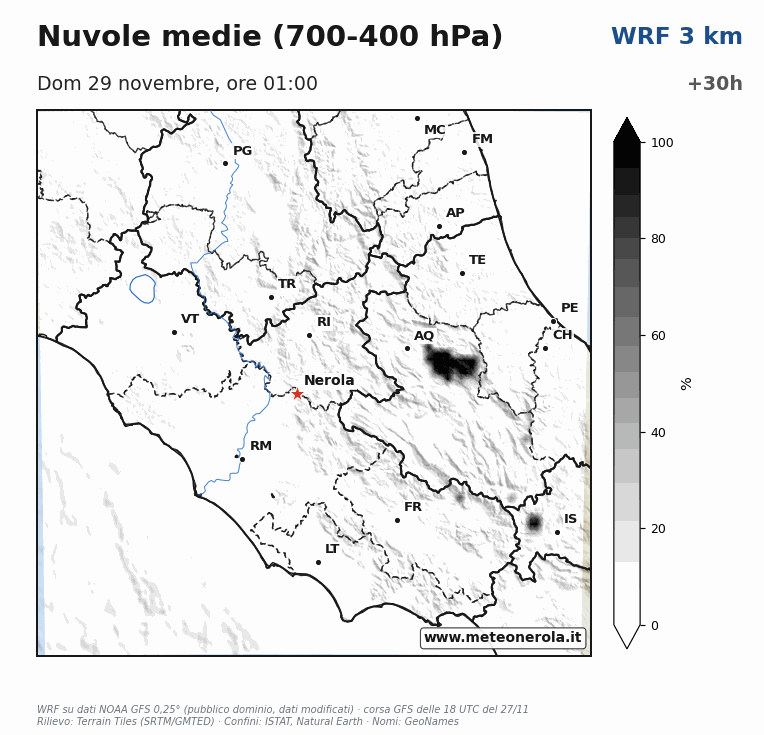 Nuvole medie (700-400 hPa)
WRF 3 km
Dom 29 novembre, ore 01:00
+30h
MC
FM
PG
AP
TE
TR
PE
VT
RI
AQ
CH
Nerola
RM
FR
IS
LT
www.meteonerola.it
100
80
60
40
20
0
%
WRF su dati NOAA GFS 0,25° (pubblico dominio, dati modificati) · corsa GFS delle 18 UTC del 27/11
Rilievo: Terrain Tiles (SRTM/GMTED) · Confini: ISTAT, Natural Earth · Nomi: GeoNames